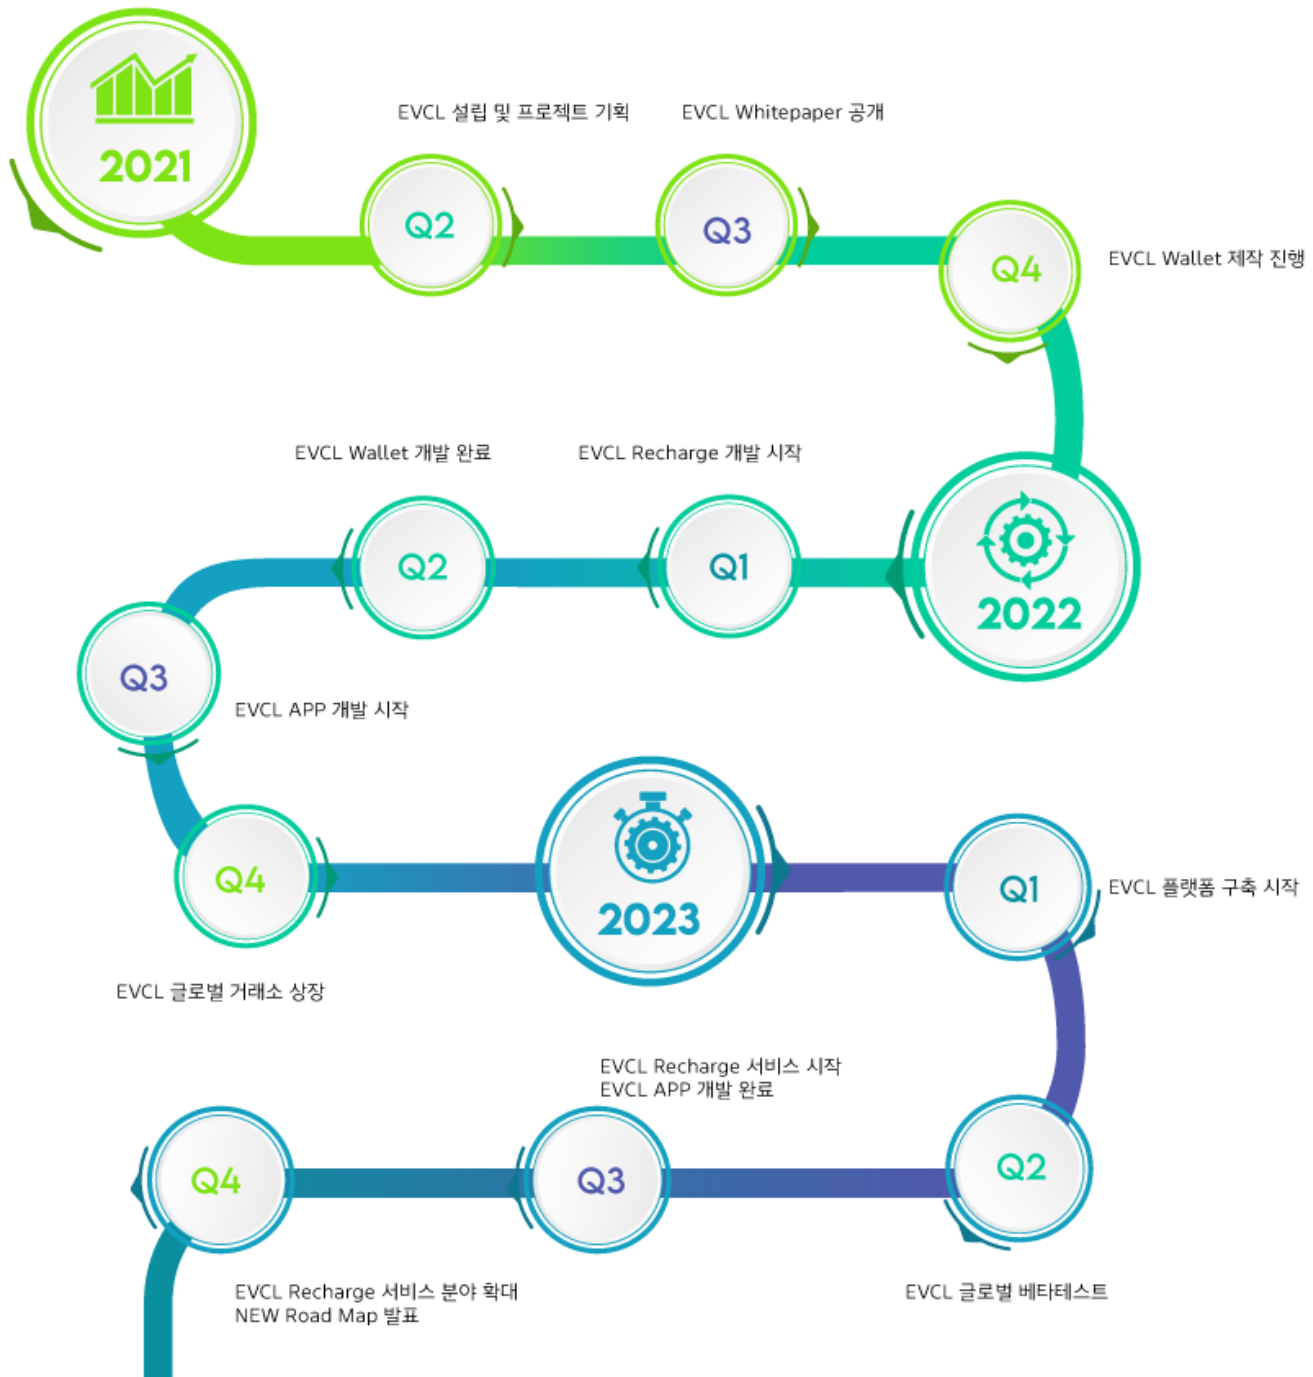 2021
EVCL 설립 및 프로젝트 기획
Q2
EVCL Whitepaper 공개
Q3
Q4
EVCL Wallet 제작 진행
2022
EVCL Recharge 개발 시작
Q1
EVCL Wallet 개발 완료
Q2
Q3
EVCL APP 개발 시작
Q4
EVCL 글로벌 거래소 상장
2023
Q1
EVCL 플랫폼 구축 시작
Q2
EVCL 글로벌 베타테스트
EVCL Recharge 서비스 시작
EVCL APP 개발 완료
Q3
Q4
EVCL Recharge 서비스 분야 확대
NEW Road Map 발표